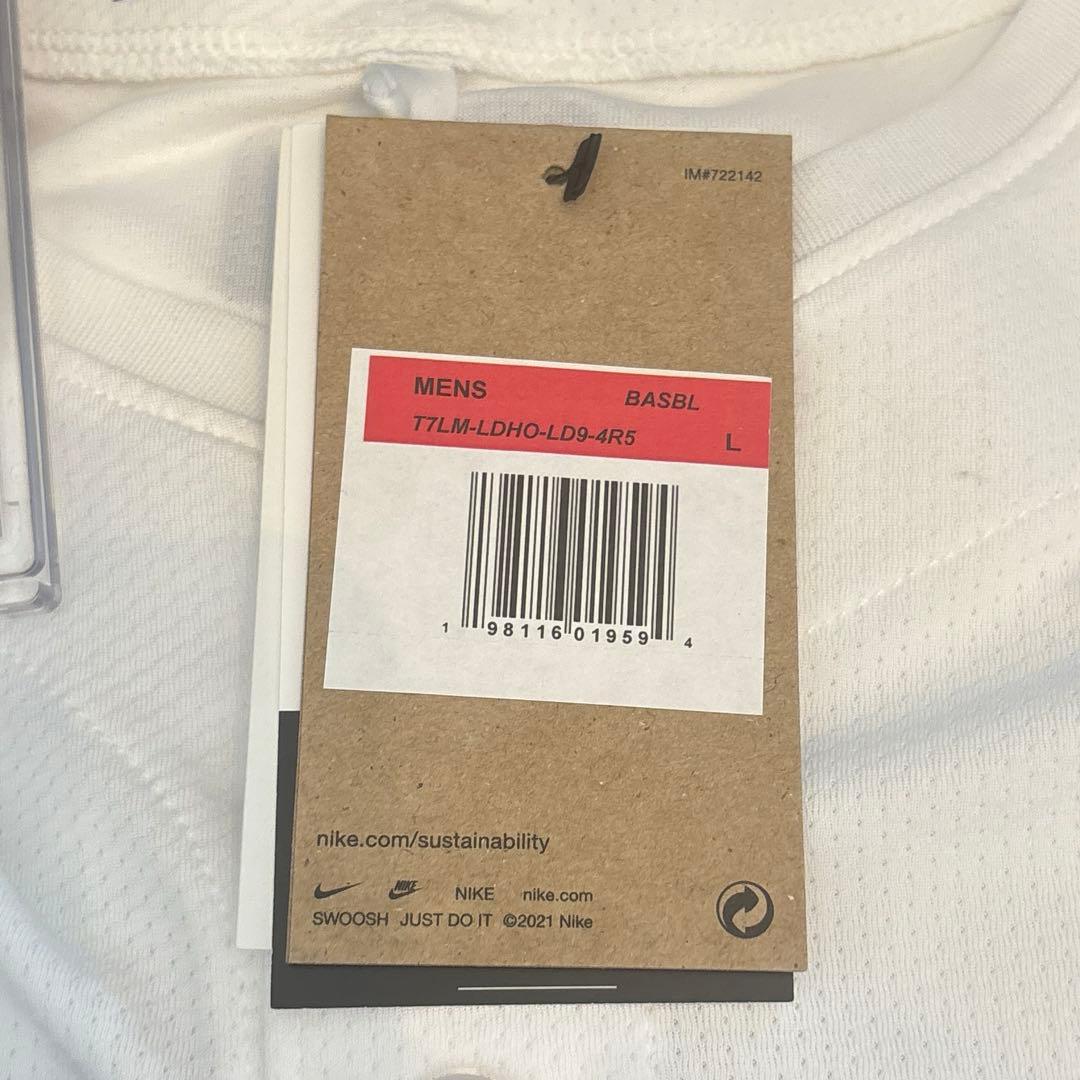 IM#722142
MENS BASBL
T7LM-LDHO-LD9-4R5 L
1 98116 01959 4
nike.com/sustainability
NIKE NIKE nike.com
SWOOSH JUST DO IT ©2021 Nike